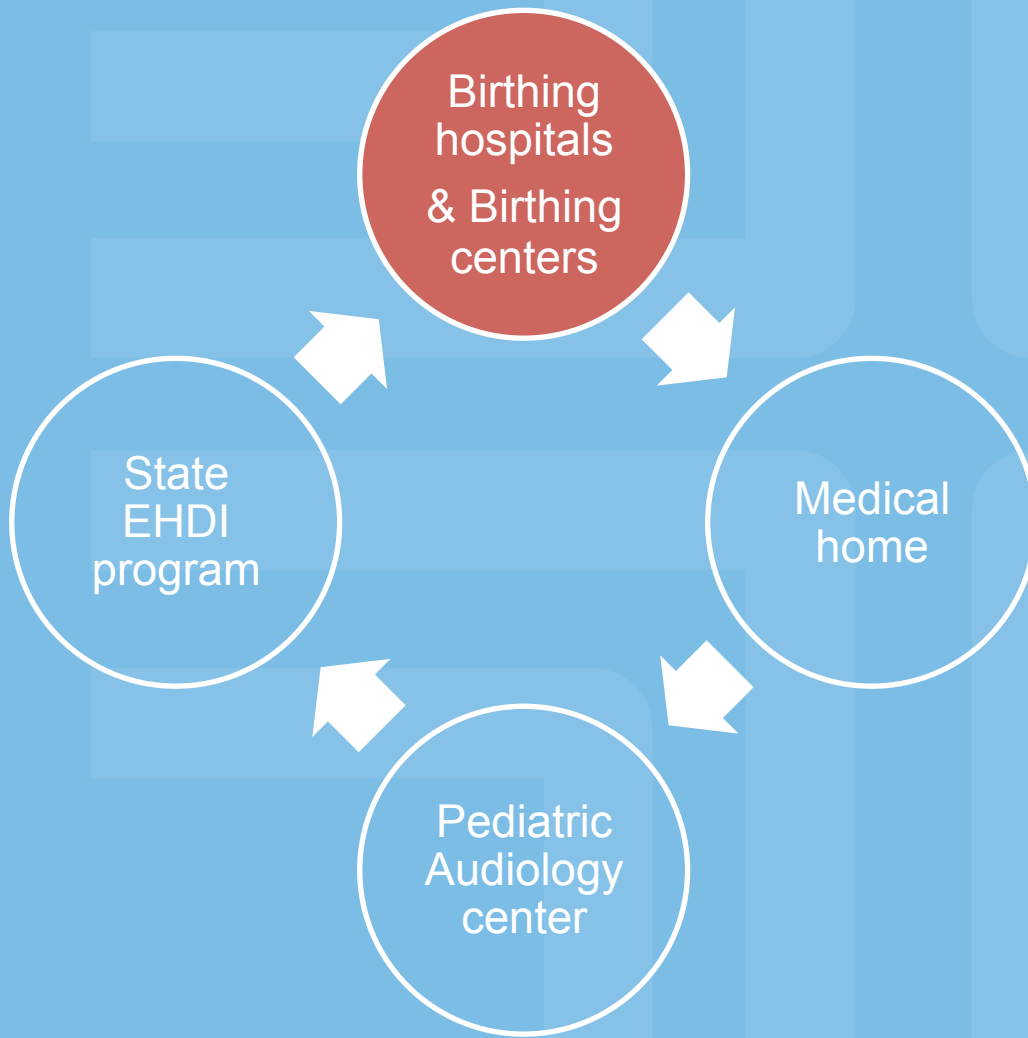 Birthing
hospitals
& Birthing
centers
State
EHDI
program
Medical
home
Pediatric
Audiology
center